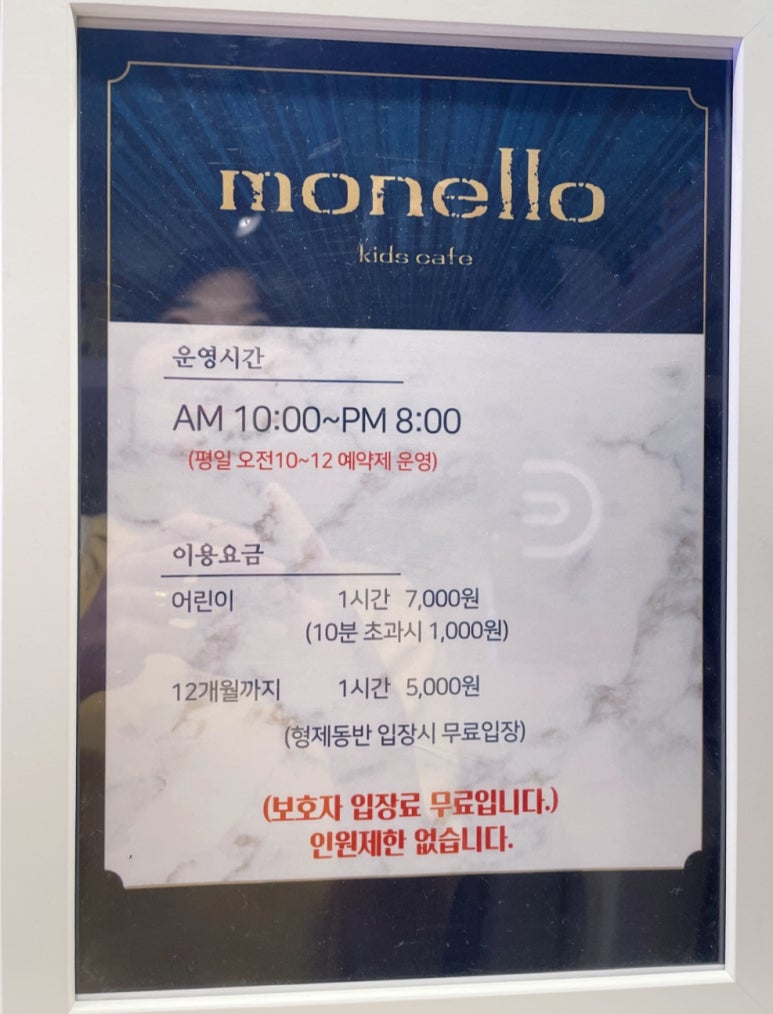 monello
kids cafe
운영시간
AM 10:00~PM 8:00
(평일 오전10~12 예약제 운영)
이용요금
어린이 1시간 7,000원
(10분 초과시 1,000원)
12개월까지 1시간 5,000원
(형제동반 입장시 무료입장)
(보호자 입장료 무료입니다.)
인원제한 없습니다.